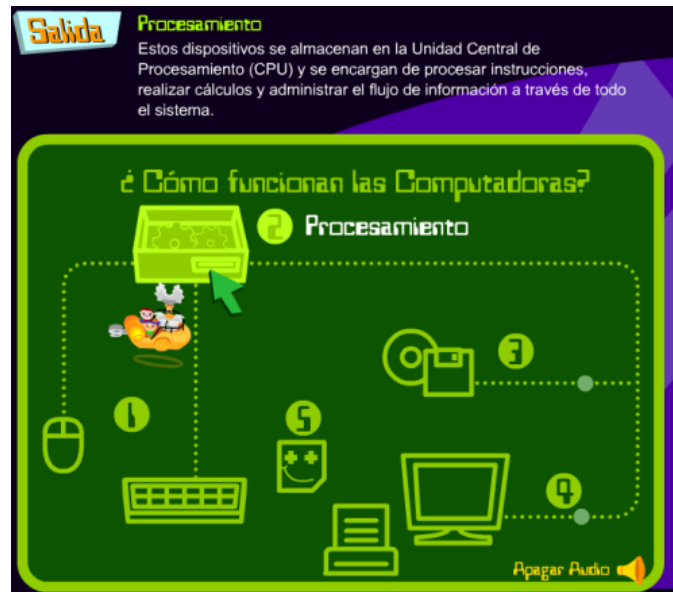 Salida
Procesamiento
Estos dispositivos se almacenan en la Unidad Central de
Procesamiento (CPU) y se encargan de procesar instrucciones,
realizar cálculos y administrar el flujo de información a través de todo
el sistema.
¿ Cómo funcionan las Computadoras?
2 Procesamiento
3
1
5
4
Apagar Audio